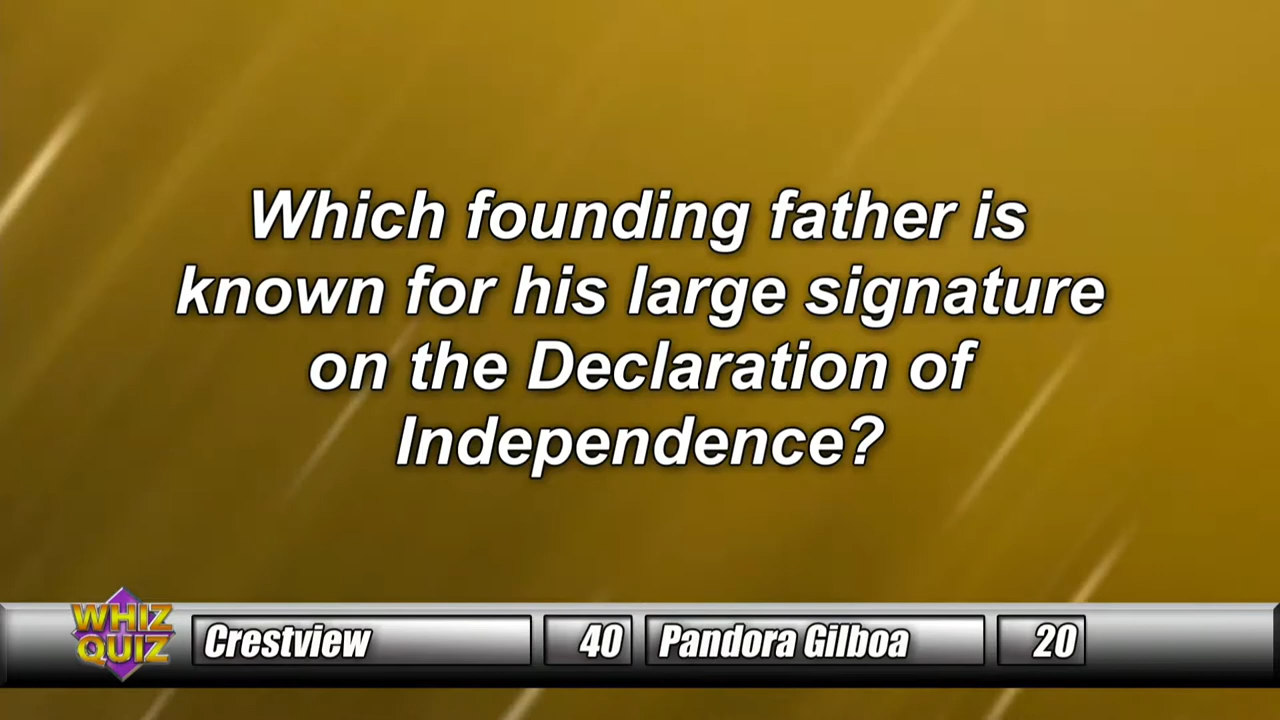 Which founding father is
known for his large signature
on the Declaration of
Independence?
WHIZ
QUIZ
Crestview 40 Pandora Gilboa 20